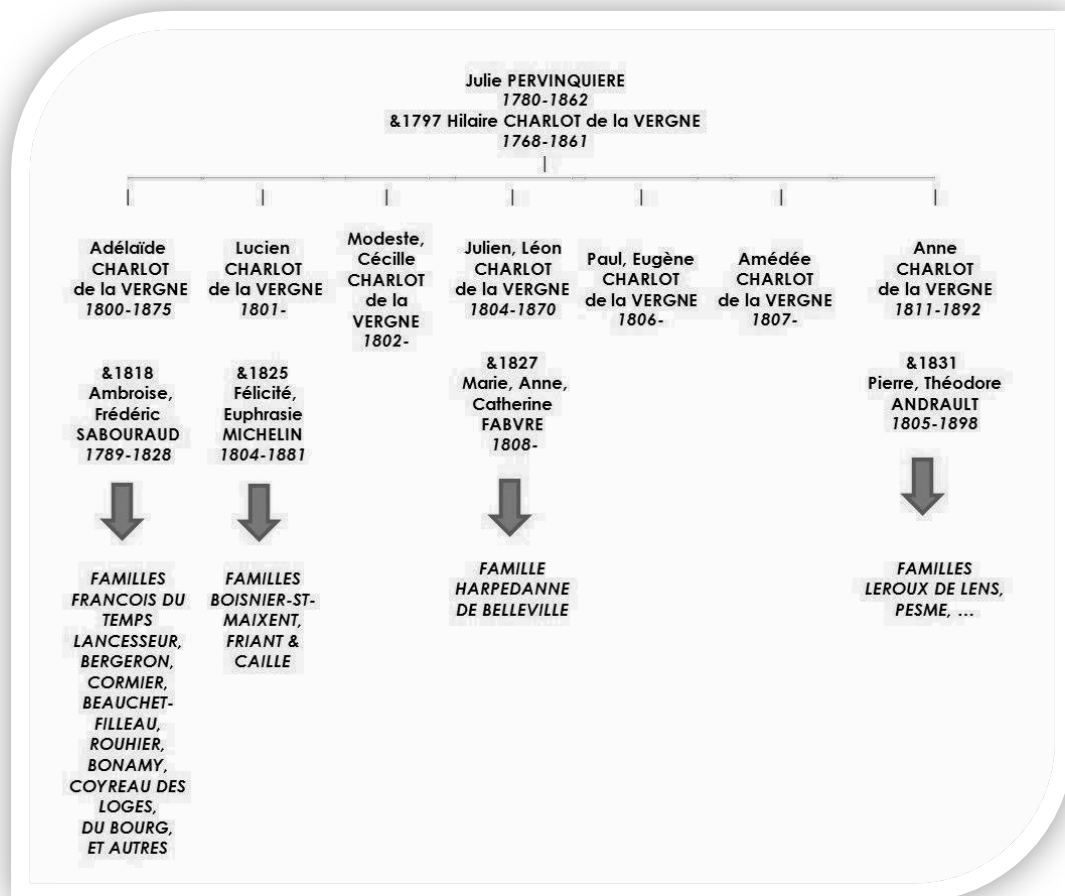 Julie PERVINQUIERE
1780-1862
&1797 Hilaire CHARLOT de la VERGNE
1768-1861
Adélaïde
CHARLOT
de la VERGNE
1800-1875
&1818
Ambroise,
Frédéric
SABOURAUD
1789-1828
FAMILLES
FRANCOIS DU
TEMPS
LANCESSEUR,
BERGERON,
CORMIER,
BEAUCHET-
FILLEAU,
ROUHIER,
BONAMY,
COYREAU DES
LOGES,
DU BOURG,
ET AUTRES
Lucien
CHARLOT
de la VERGNE
1801-
&1825
Félicité,
Euphrasie
MICHELIN
1804-1881
FAMILLES
BOISNIER-ST-
MAIXENT,
FRIANT &
CAILLE
Modeste,
Cécille
CHARLOT
de la
VERGNE
1802-
Julien, Léon
CHARLOT
de la VERGNE
1804-1870
&1827
Marie, Anne,
Catherine
FABVRE
1808-
FAMILLE
HARPEDANNE
DE BELLEVILLE
Paul, Eugène
CHARLOT
de la VERGNE
1806-
Amédée
CHARLOT
de la VERGNE
1807-
Anne
CHARLOT
de la VERGNE
1811-1892
&1831
Pierre, Théodore
ANDRAULT
1805-1898
FAMILLES
LEROUX DE LENS,
PESME, ...